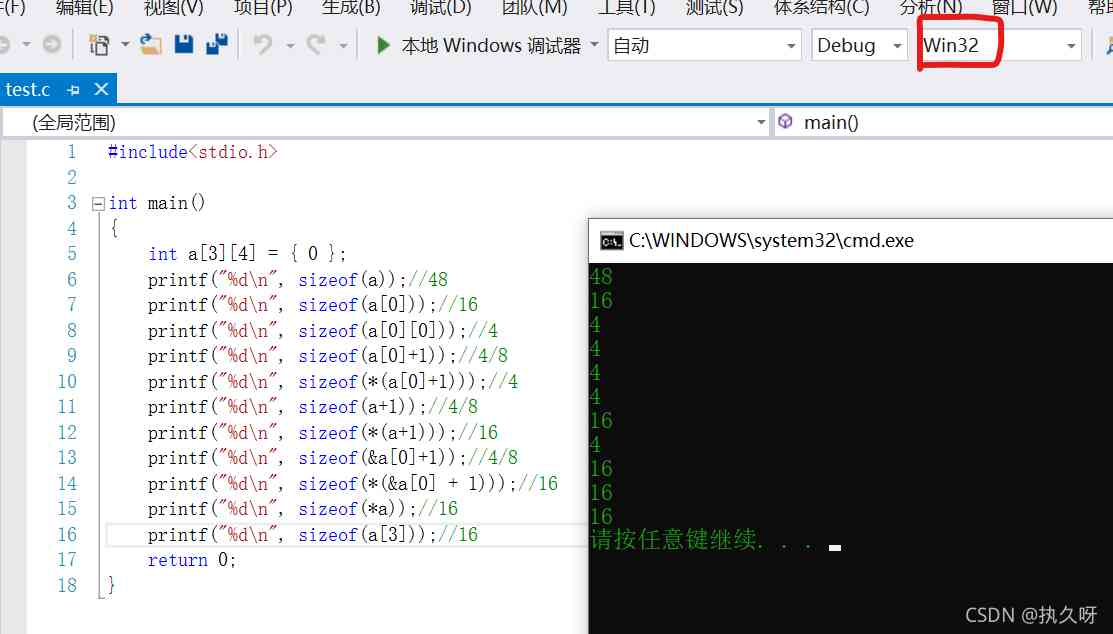 (F) 编辑(E) 视图(V) 项目(P) 生成(B) 调试(D) 团队(M) 工具(T) 测试(S) 体系结构(C) 分析(N) 窗口(W)
本地 Windows 调试器 自动 Debug Win32
test.c
(全局范围) main()
1 #include<stdio.h>
2
3 int main()
4 {
5 int a[3][4] = { 0 };
6 printf("%d\n", sizeof(a));//48
7 printf("%d\n", sizeof(a[0]));//16
8 printf("%d\n", sizeof(a[0][0]));//4
9 printf("%d\n", sizeof(a[0]+1));//4/8
10 printf("%d\n", sizeof(*(a[0]+1)));//4
11 printf("%d\n", sizeof(a+1));//4/8
12 printf("%d\n", sizeof(*(a+1)));//16
13 printf("%d\n", sizeof(&a[0]+1));//4/8
14 printf("%d\n", sizeof(*(&a[0] + 1)));//16
15 printf("%d\n", sizeof(*a));//16
16 printf("%d\n", sizeof(a[3]));//16
17 return 0;
18 }
C:\WINDOWS\system32\cmd.exe
48
16
4
4
4
4
16
4
16
16
16
请按任意键继续. . .
CSDN @执久呀